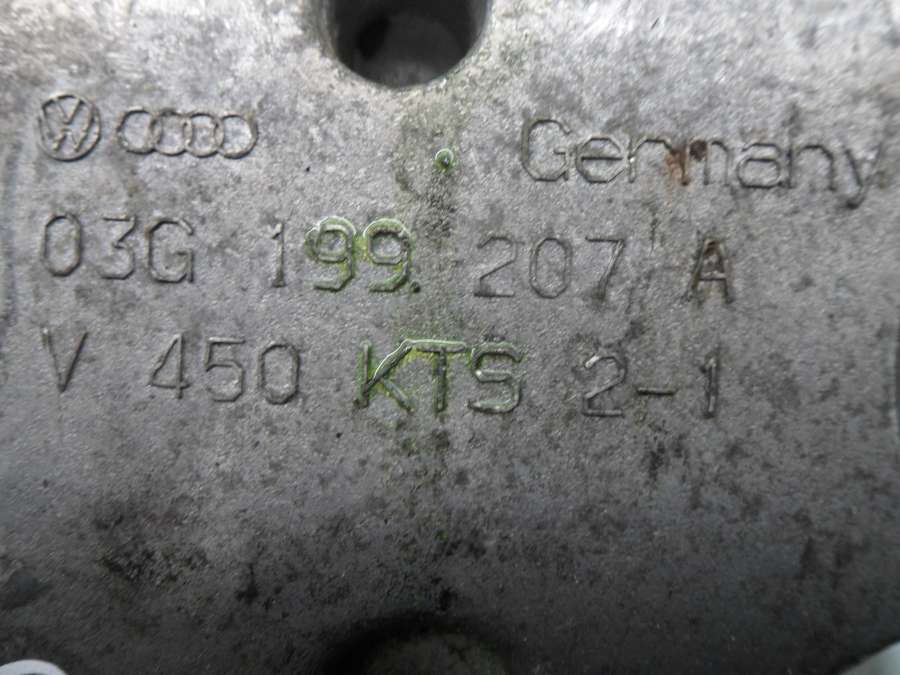 Germany
03G 199 207 A
V 450 KTS 2-1